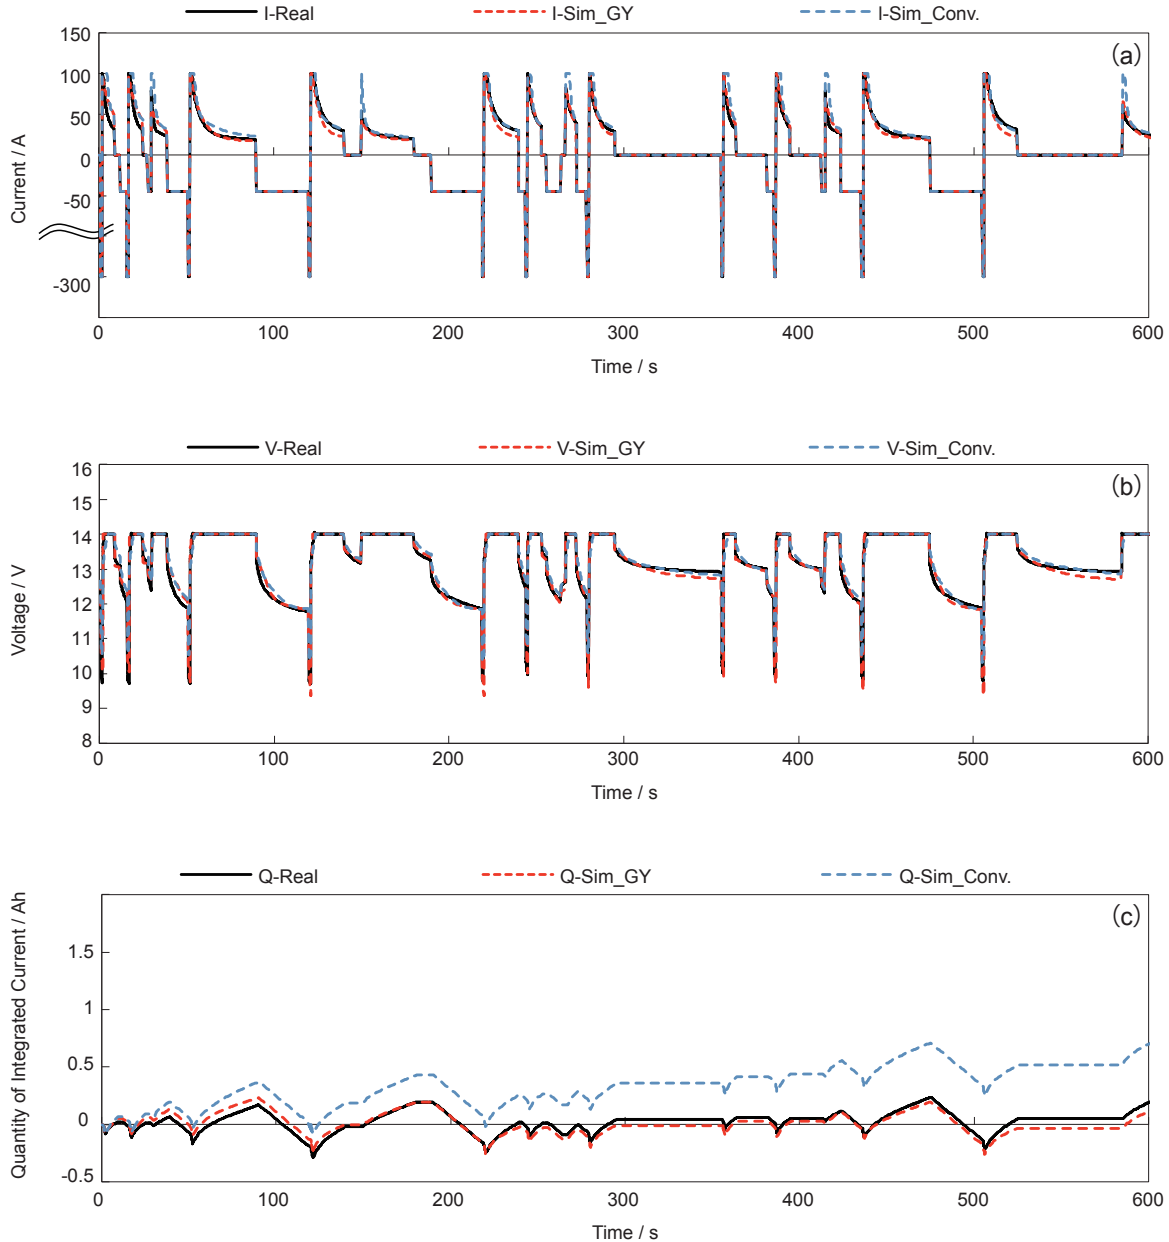 I-Real I-Sim_GY I-Sim_Conv.
150
(a)
100
50
0
-50
-300
Current / A
0 100 200 300 400 500 600
Time / s
V-Real V-Sim_GY V-Sim_Conv.
16
(b)
15
14
13
12
11
10
9
8
Voltage / V
0 100 200 300 400 500 600
Time / s
Q-Real Q-Sim_GY Q-Sim_Conv.
(c)
1.5
1
0.5
0
-0.5
Quantity of Integrated Current / Ah
0 100 200 300 400 500 600
Time / s